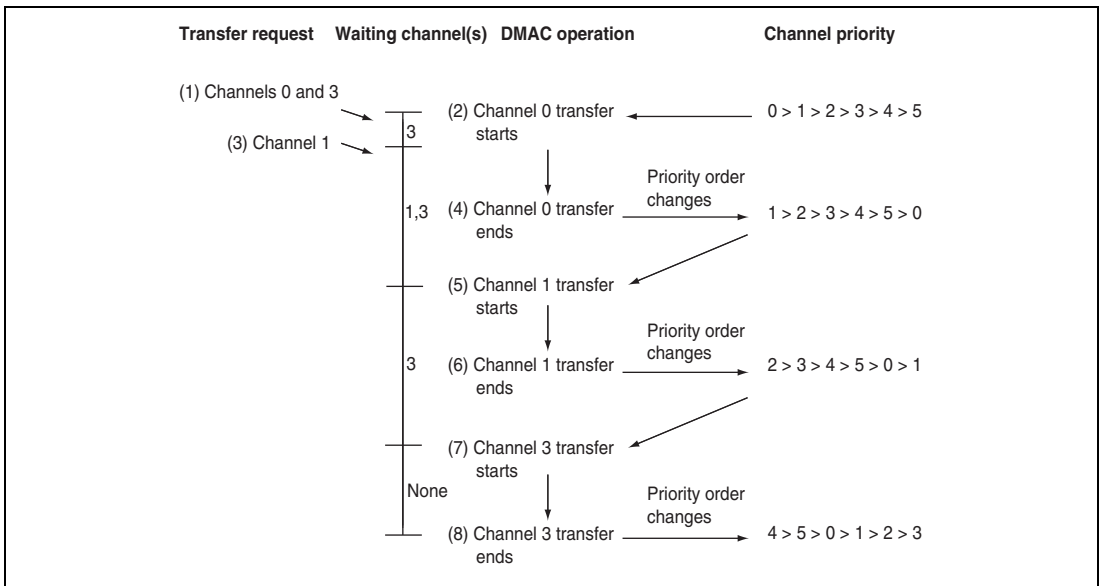 Transfer request Waiting channel(s) DMAC operation Channel priority
(1) Channels 0 and 3
(2) Channel 0 transfer
starts
0 > 1 > 2 > 3 > 4 > 5
3
(3) Channel 1
Priority order
changes
1,3
(4) Channel 0 transfer
ends
1 > 2 > 3 > 4 > 5 > 0
(5) Channel 1 transfer
starts
Priority order
changes
3
(6) Channel 1 transfer
ends
2 > 3 > 4 > 5 > 0 > 1
(7) Channel 3 transfer
starts
None
Priority order
changes
(8) Channel 3 transfer
ends
4 > 5 > 0 > 1 > 2 > 3